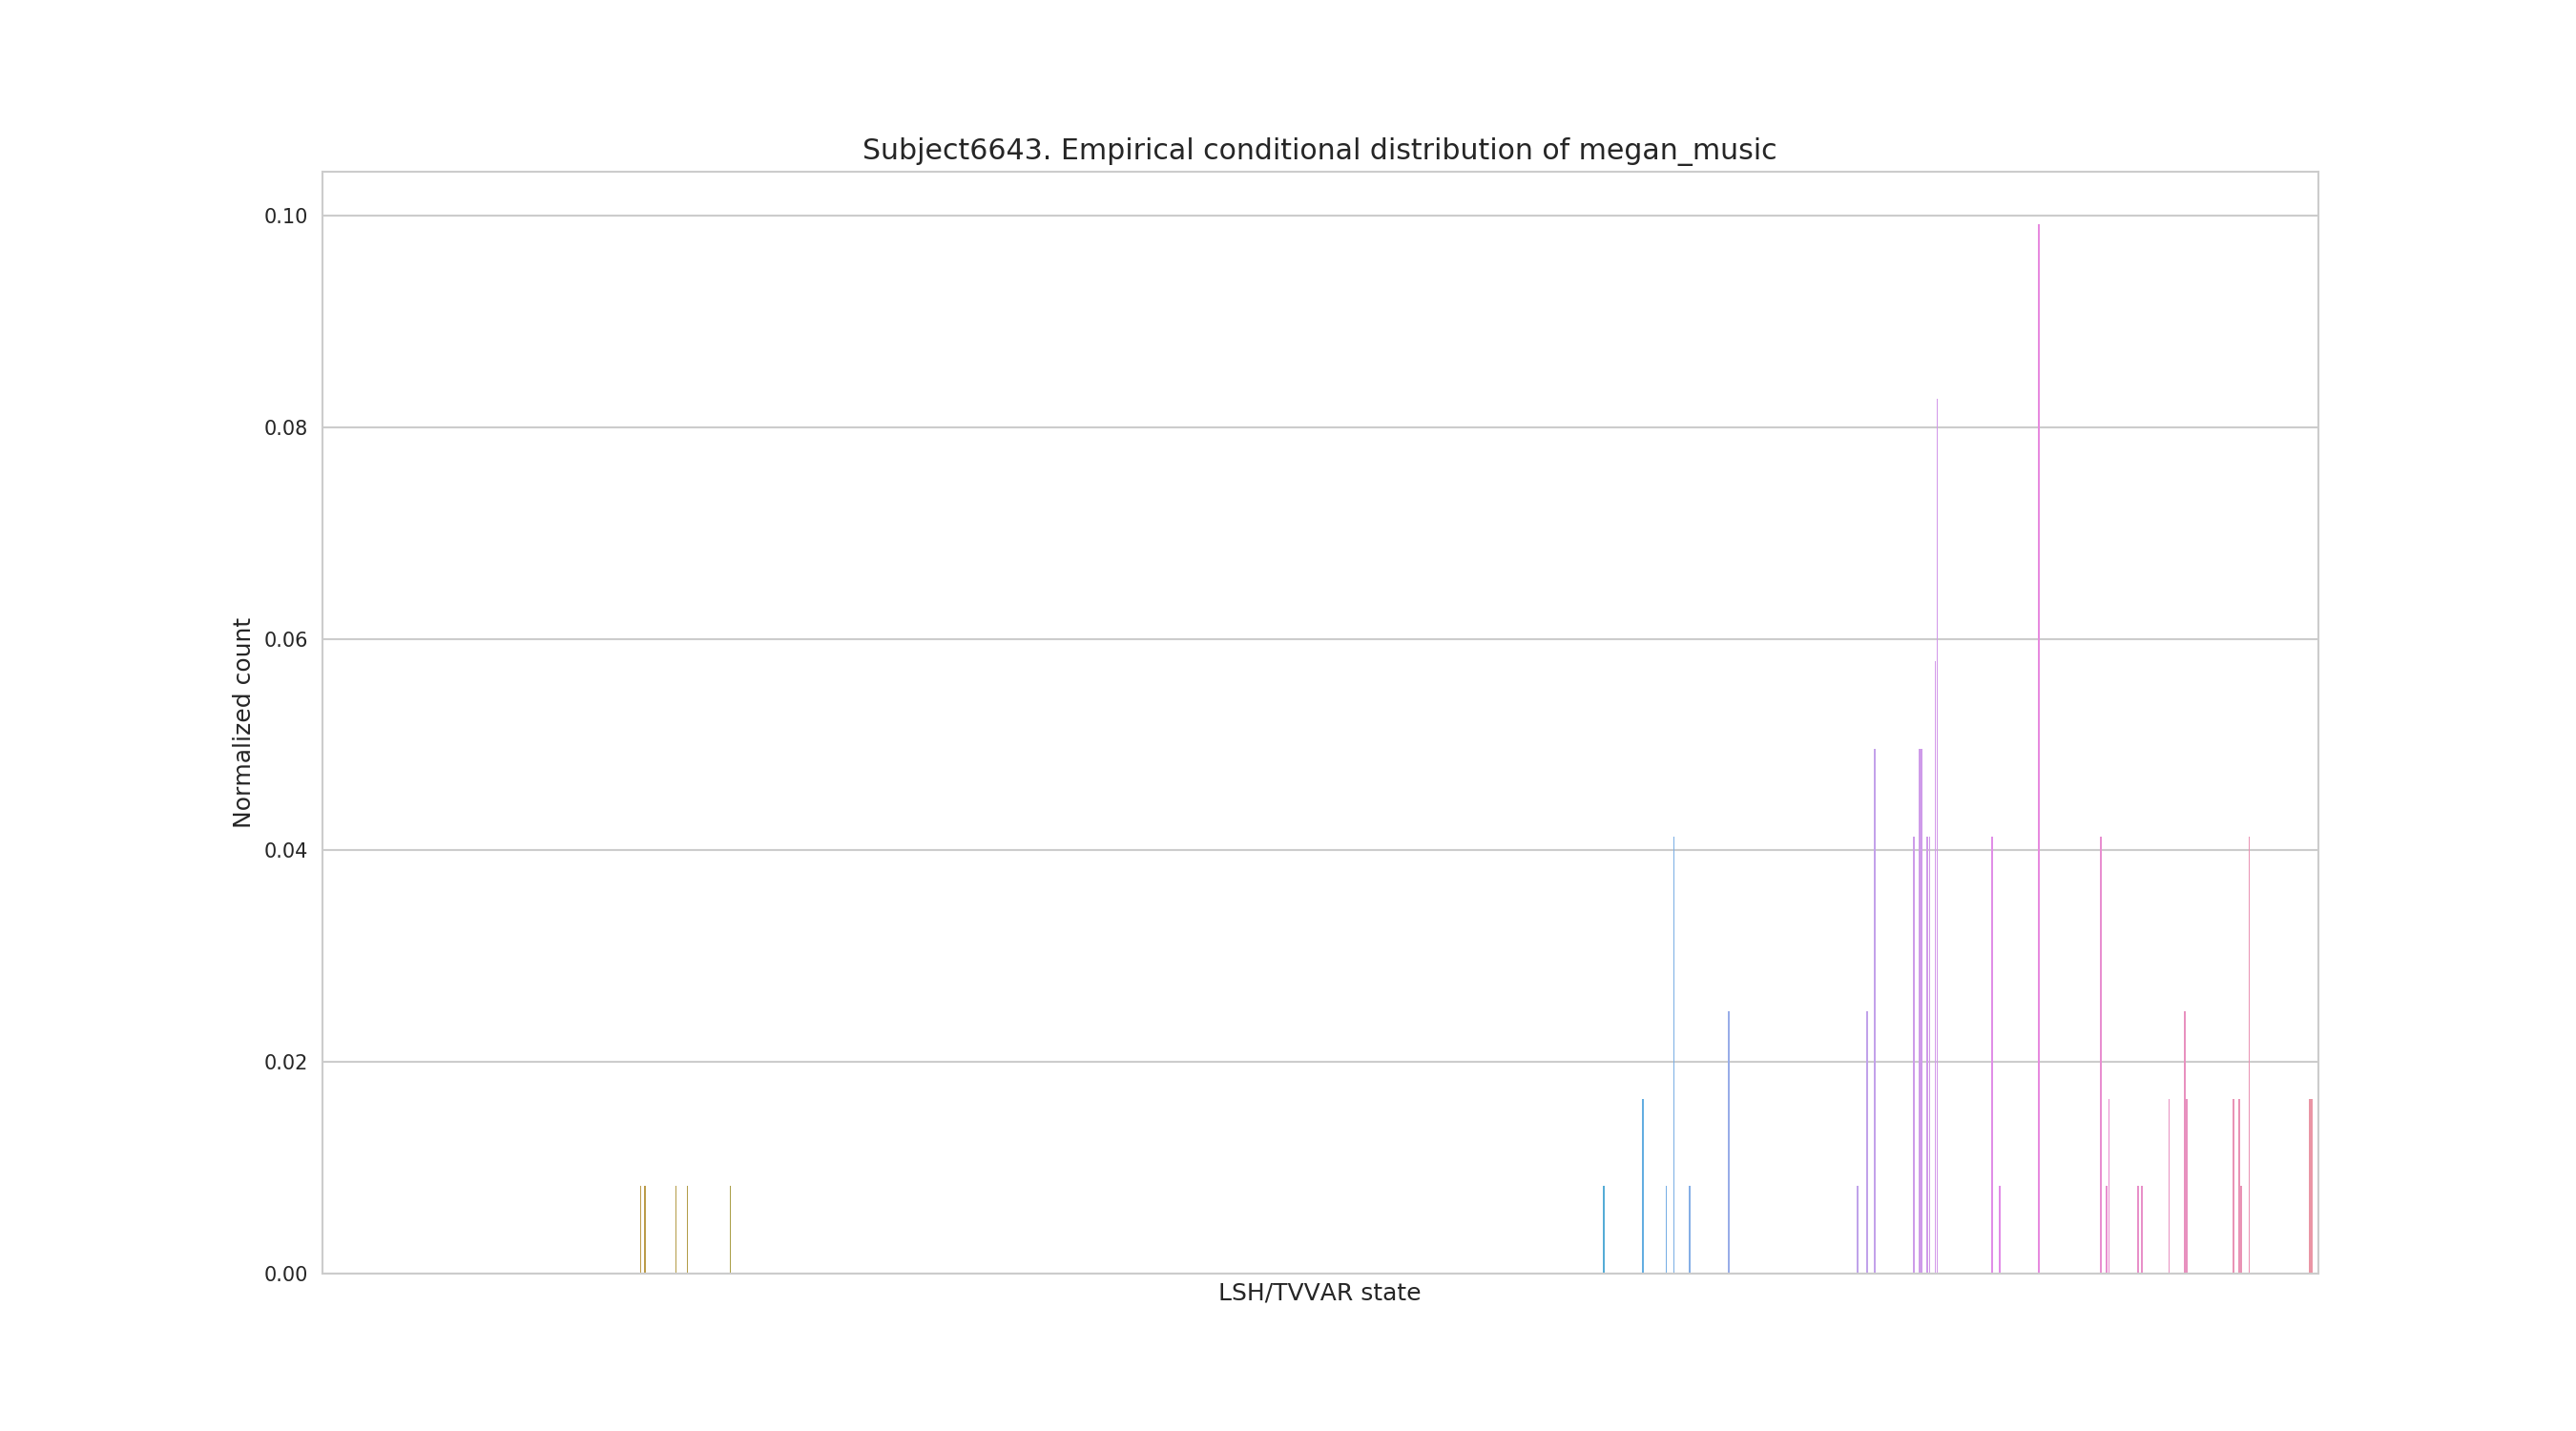 Subject6643. Empirical conditional distribution of megan_music
0.10
0.08
0.06
0.04
0.02
0.00
Normalized count
LSH/TVVAR state